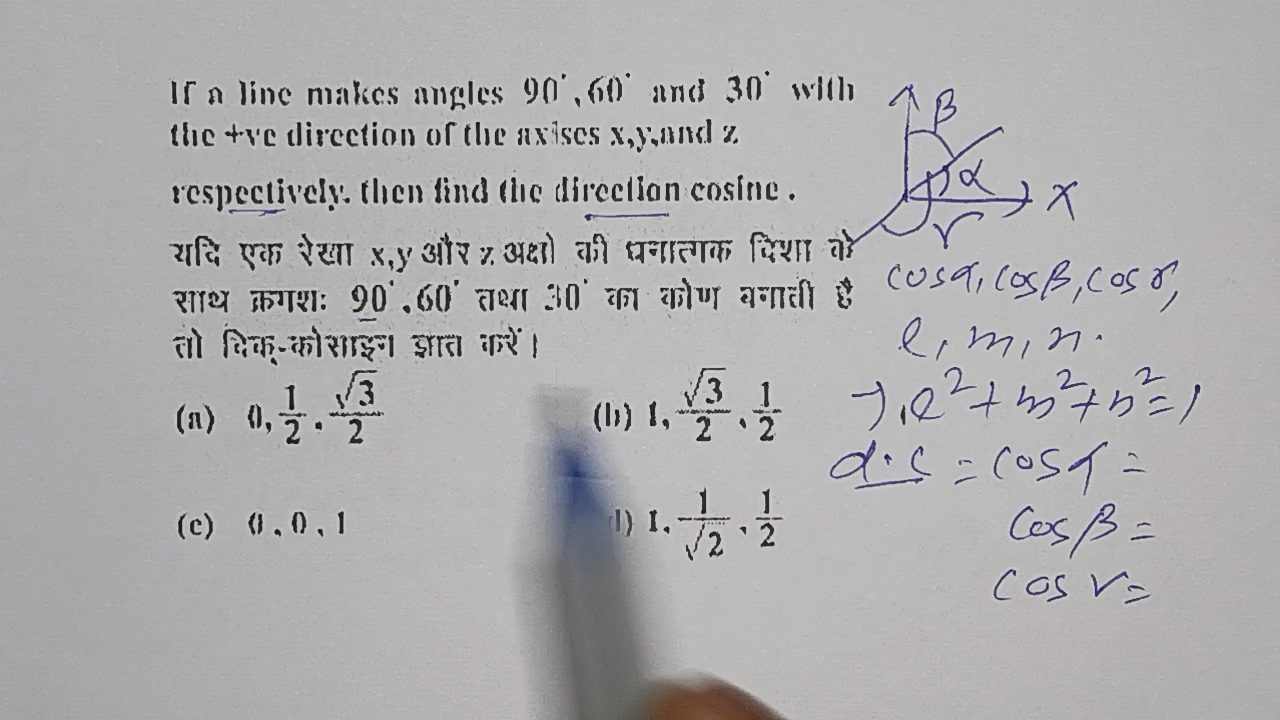 If a line makes angles 90°,60° and 30° with
the +ve direction of the axises x,y,and z
respectively. then find the direction cosine .
यदि एक रेखा x,y और z अक्षो की धनात्मक दिशा के
साथ क्रमशः 90°,60° तथा 30° का कोण बनाती है
तो दिक्-कोसाइन ज्ञात करें।
(a) 0, 1/2, √3/2 (b) 1, √3/2, 1/2
(c) 0,0,1 (d) 1, 1/√2, 1/2
β
α
X
γ
cosα, cosβ, cosγ,
l, m, n.
→ l²+m²+n²=1
d.c = cosα =
cosβ =
cosγ =